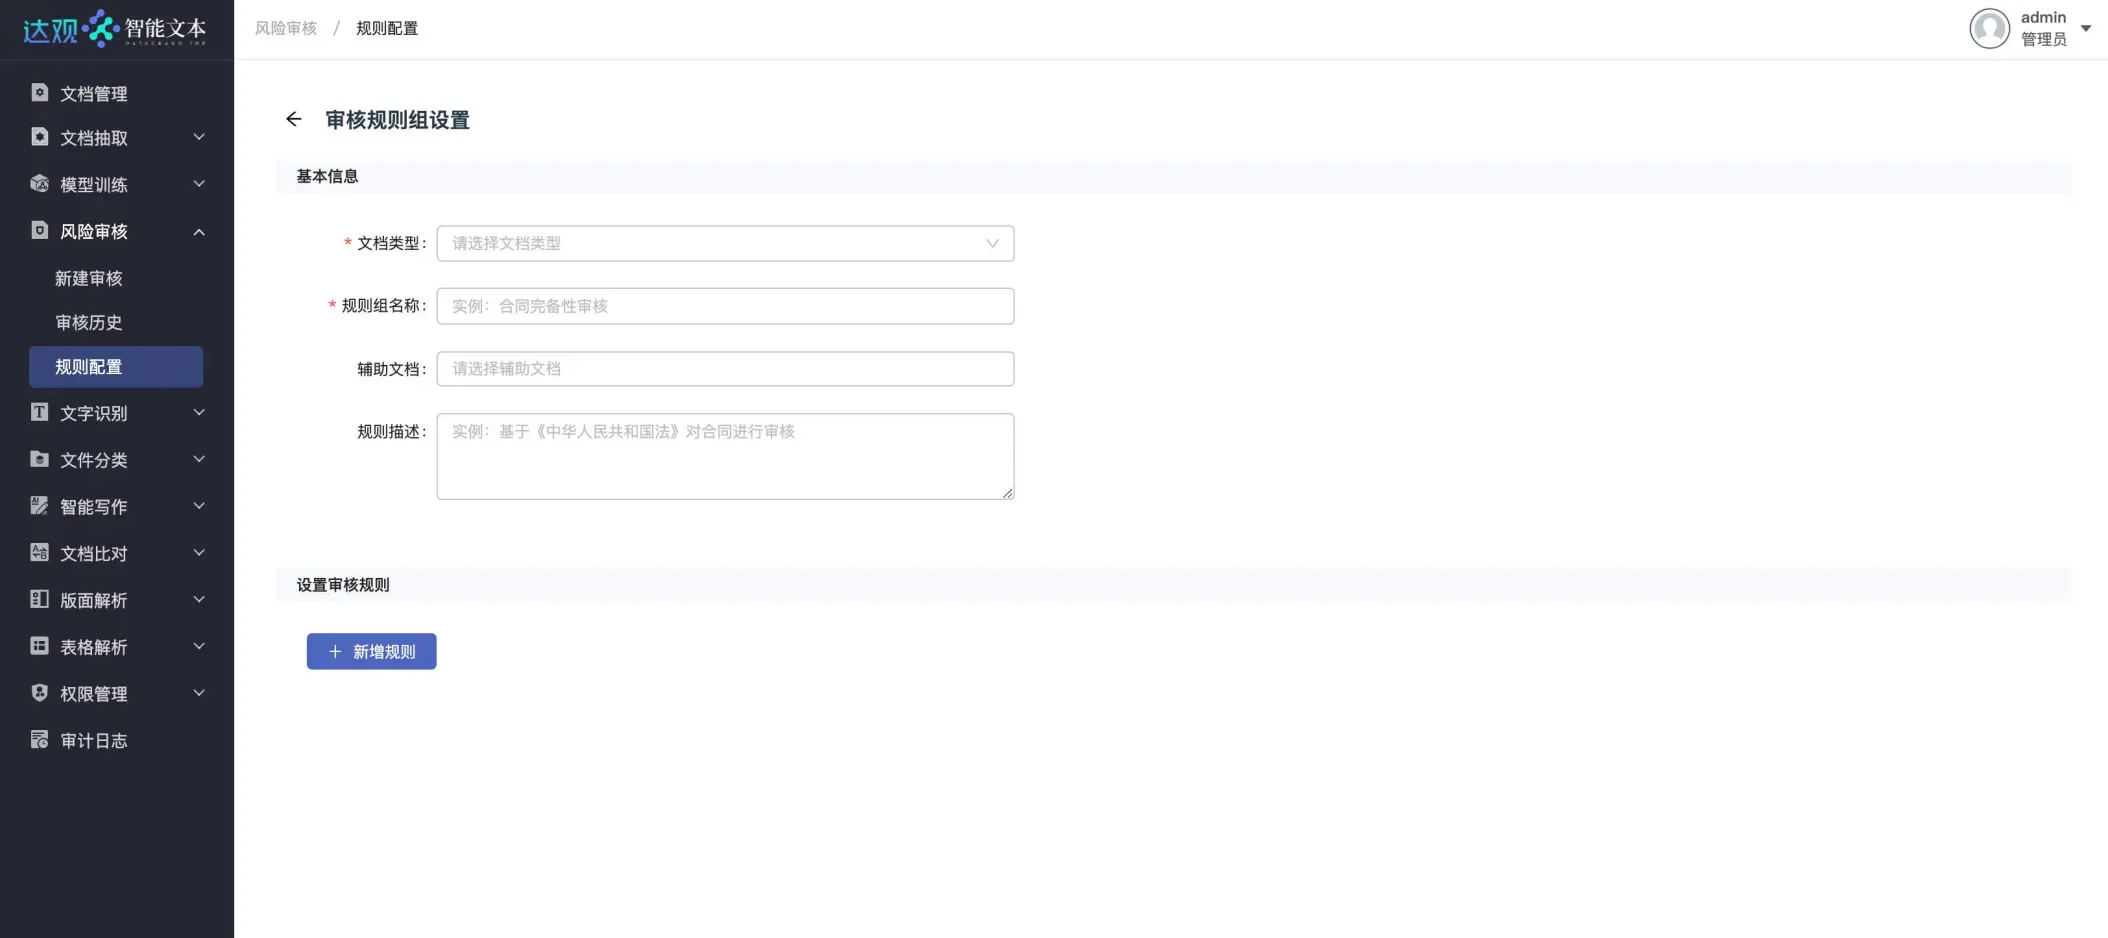 达观 智能文本
DATAGRAND IDP
风险审核 / 规则配置
admin
管理员
文档管理
文档抽取
模型训练
风险审核
新建审核
审核历史
规则配置
文字识别
文件分类
智能写作
文档比对
版面解析
表格解析
权限管理
审计日志
审核规则组设置
基本信息
* 文档类型: 请选择文档类型
* 规则组名称: 实例：合同完备性审核
辅助文档: 请选择辅助文档
规则描述: 实例：基于《中华人民共和国法》对合同进行审核
设置审核规则
+ 新增规则